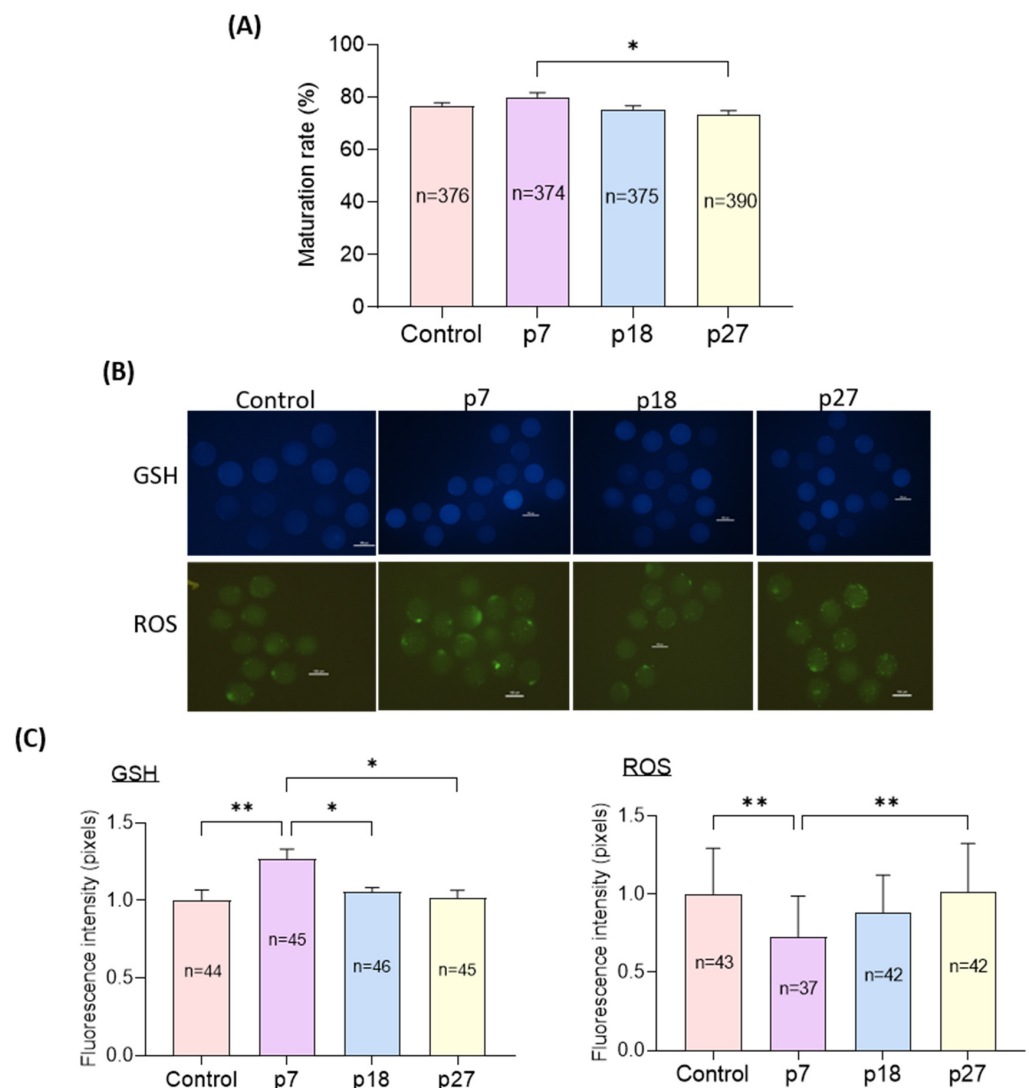 (A)
Maturation rate (%)
100
80
60
40
20
0
*
n=376
n=374
n=375
n=390
Control
p7
p18
p27
(B)
Control
p7
p18
p27
GSH
ROS
(C)
GSH
Fluorescence intensity (pixels)
1.5
1.0
0.5
0.0
*
**
*
n=44
n=45
n=46
n=45
Control
p7
p18
p27
ROS
Fluorescence intensity (pixels)
1.5
1.0
0.5
0.0
**
**
n=43
n=37
n=42
n=42
Control
p7
p18
p27